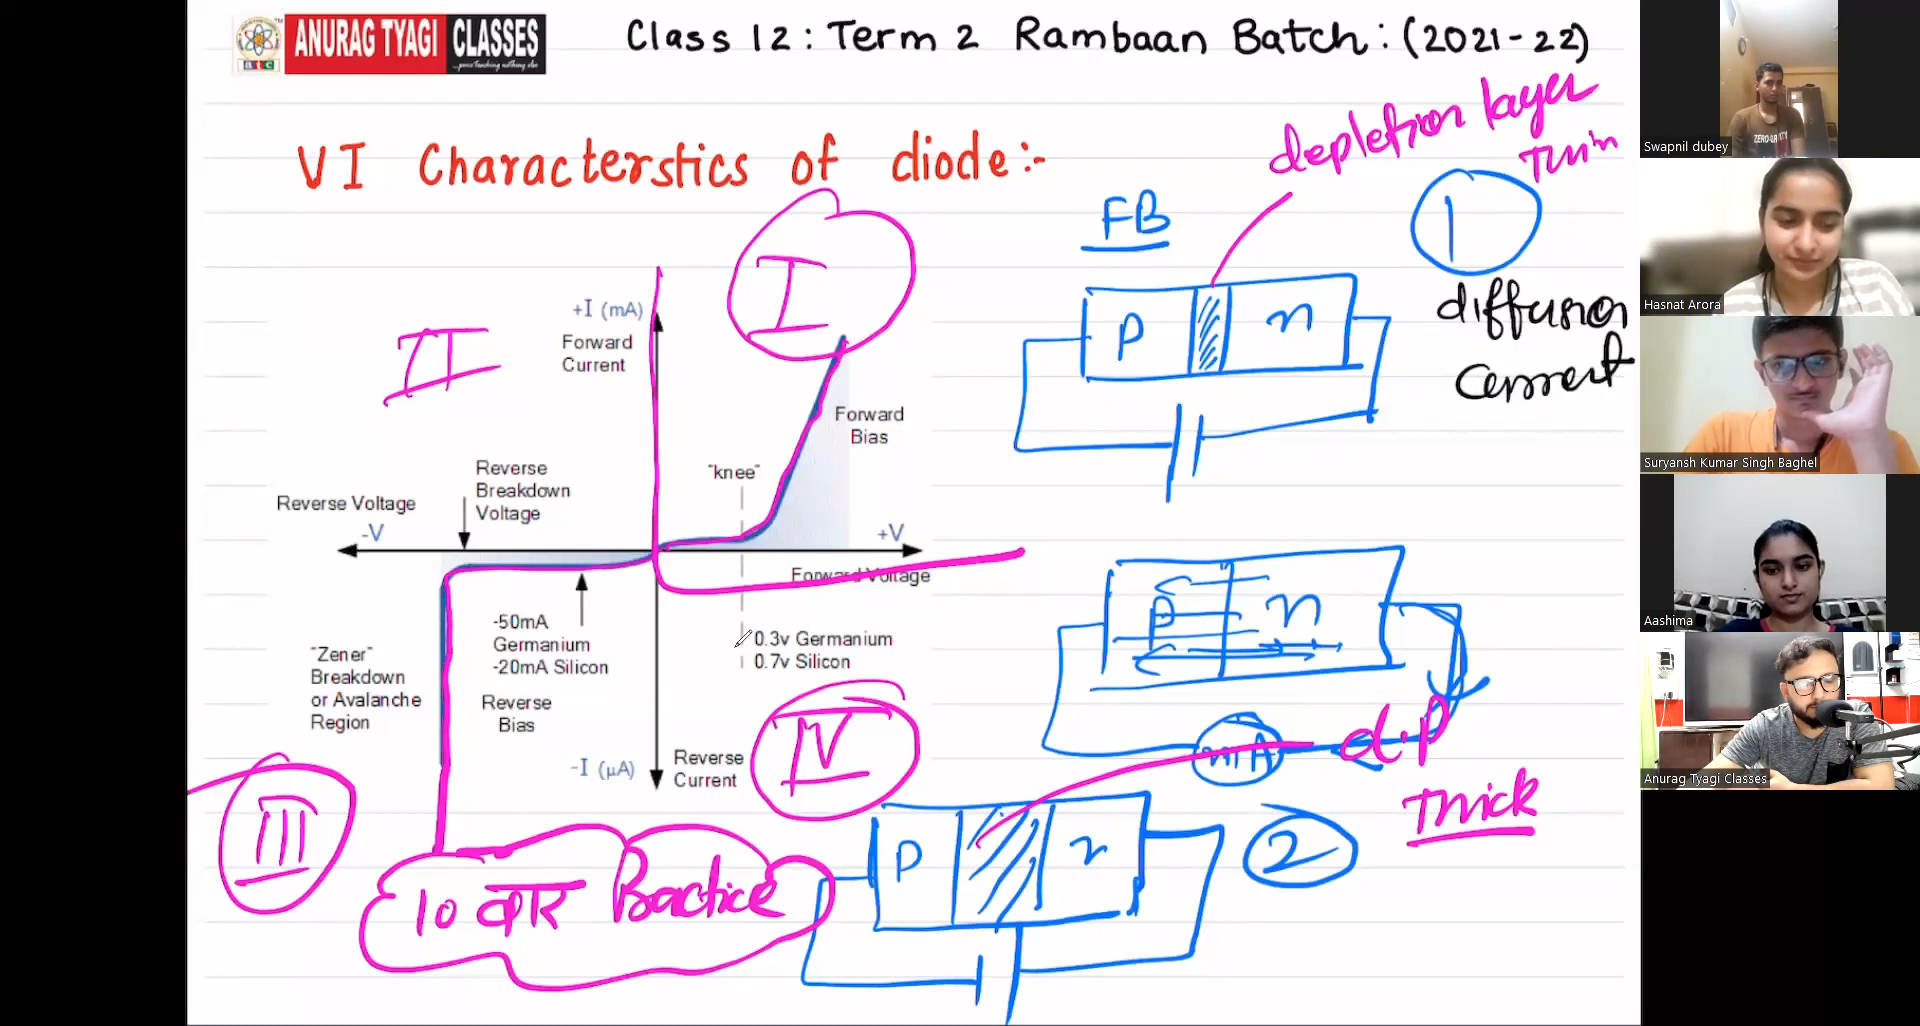 ANURAG TYAGI CLASSES
atc
Class 12 : Term 2 Rambaan Batch : (2021-22)
VI Characterstics of diode:-
depletion layer
Thin
FB
1
P
n
diffusion
current
I
II
+I (mA)
Forward
Current
Forward
Bias
"knee"
Reverse
Breakdown
Voltage
Reverse Voltage
-V
+V
Forward Voltage
-50mA
Germanium
-20mA Silicon
0.3v Germanium
0.7v Silicon
"Zener"
Breakdown
or Avalanche
Region
Reverse
Bias
-I (µA)
Reverse
Current
III
IV
P
n
mA
d.p
Thick
P
n
2
10 बार Practice
Swapnil dubey
Hasnat Arora
Suryansh Kumar Singh Baghel
Aashima
Anurag Tyagi Classes